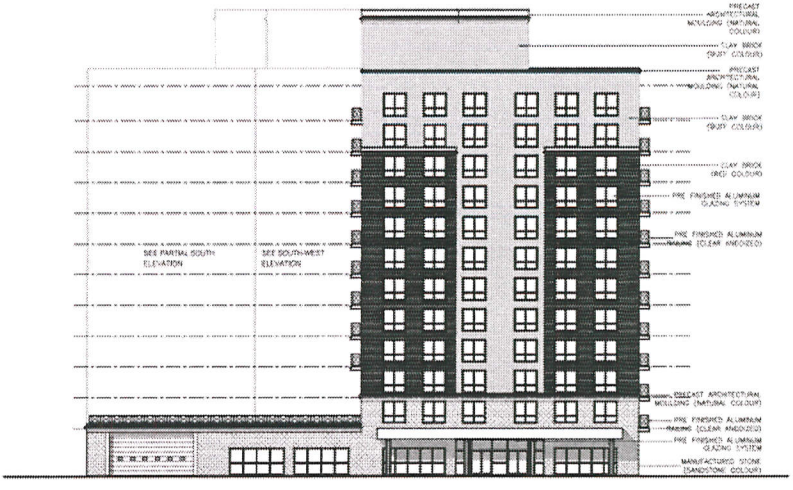 PRECAST
ARCHITECTURAL
MOULDING (NATURAL
COLOUR)
CLAY BRICK
(BUFF COLOUR)
PRECAST
ARCHITECTURAL
MOULDING (NATURAL
COLOUR)
CLAY BRICK
(BUFF COLOUR)
CLAY BRICK
(RED COLOUR)
PRE FINISHED ALUMINUM
GLAZING SYSTEM
PRE FINISHED ALUMINUM
RAILING (CLEAR ANODIZED)
SEE PARTIAL SOUTH
ELEVATION
SEE SOUTH-WEST
ELEVATION
PRECAST ARCHITECTURAL
MOULDING (NATURAL COLOUR)
PRE FINISHED ALUMINUM
RAILING (CLEAR ANODIZED)
PRE FINISHED ALUMINUM
GLAZING SYSTEM
MANUFACTURED STONE
(SANDSTONE COLOUR)